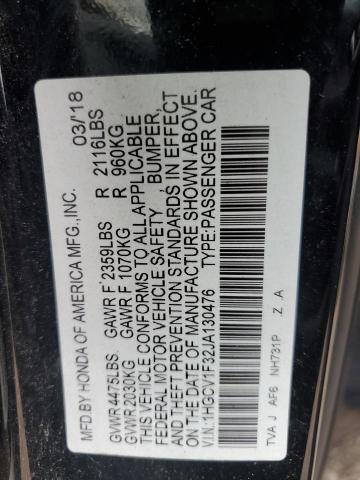 MFD.BY HONDA OF AMERICA MFG.,INC. 03/'18
GVWR 4475LBS. GAWR F 2359LBS R 2116LBS
GVWR 2030KG GAWR F 1070KG R 960KG
THIS VEHICLE CONFORMS TO ALL APPLICABLE
FEDERAL MOTOR VEHICLE SAFETY, BUMPER,
AND THEFT PREVENTION STANDARDS IN EFFECT
ON THE DATE OF MANUFACTURE SHOWN ABOVE.
V.I.N.:1HGCV1F32JA130476 TYPE:PASSENGER CAR
TVA J AF6 NH731P Z A